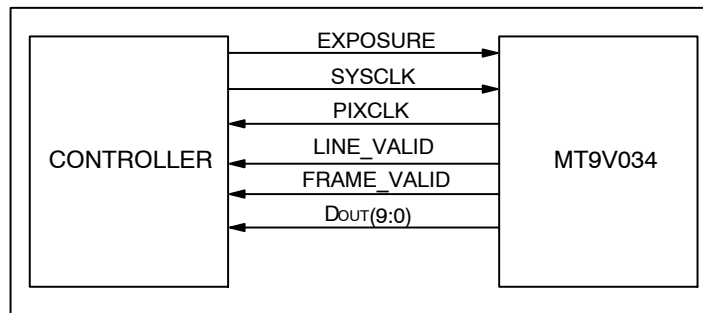 EXPOSURE
SYSCLK
PIXCLK
CONTROLLER
LINE_VALID
MT9V034
FRAME_VALID
DOUT(9:0)